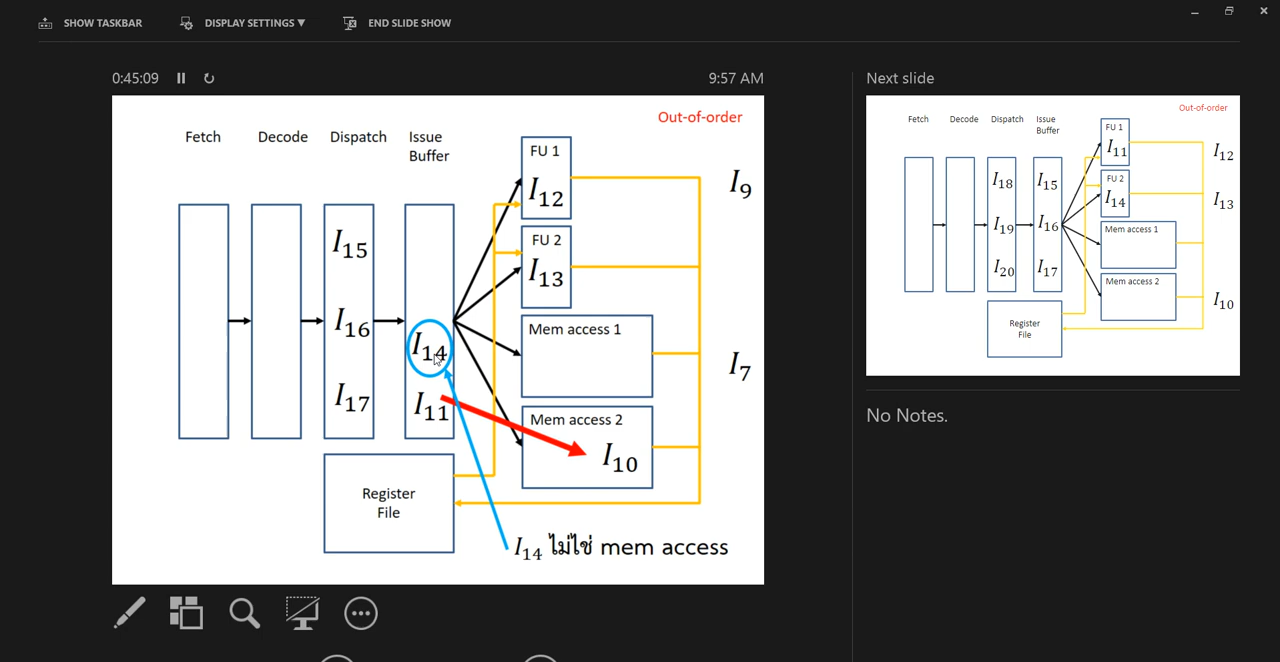 SHOW TASKBAR
DISPLAY SETTINGS ▼
END SLIDE SHOW
0:45:09
9:57 AM
Next slide
Out-of-order
Fetch
Decode
Dispatch
Issue
Buffer
FU 1
I12
I9
I15
FU 2
I13
I16
I14
Mem access 1
I7
I17
I11
Mem access 2
I10
Register
File
I14 ไม่ใช่ mem access
Out-of-order
Fetch
Decode
Dispatch
Issue
Buffer
FU 1
I11
I12
I18
I15
FU 2
I14
I13
I19
I16
Mem access 1
I20
I17
Mem access 2
I10
Register
File
No Notes.